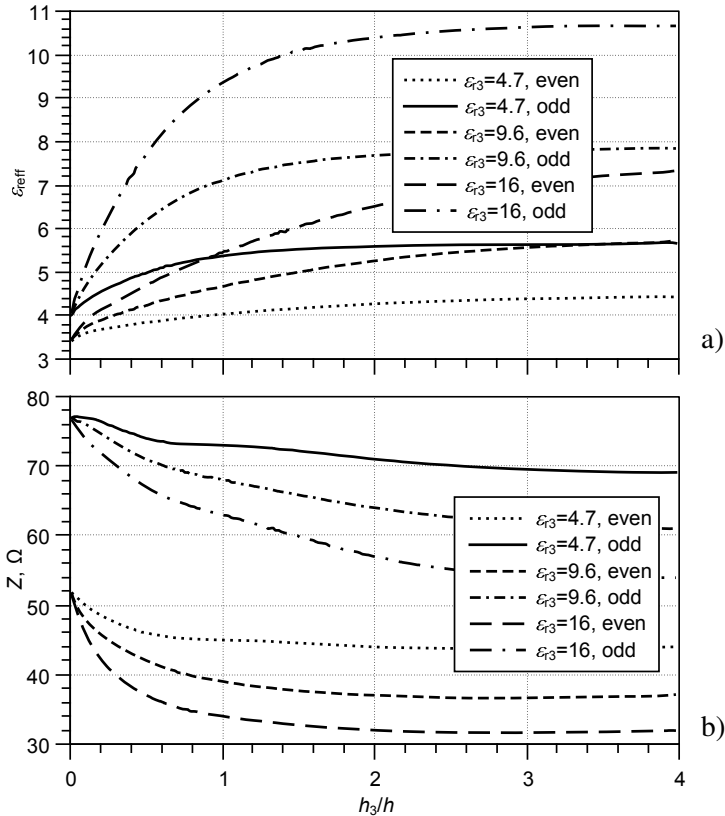 11
10
9
8
7
6
5
4
3
εreff
εr3=4.7, even
εr3=4.7, odd
εr3=9.6, even
εr3=9.6, odd
εr3=16, even
εr3=16, odd
a)
80
70
60
50
40
30
Z, Ω
εr3=4.7, even
εr3=4.7, odd
εr3=9.6, even
εr3=9.6, odd
εr3=16, even
εr3=16, odd
b)
0 1 2 3 4
h3/h